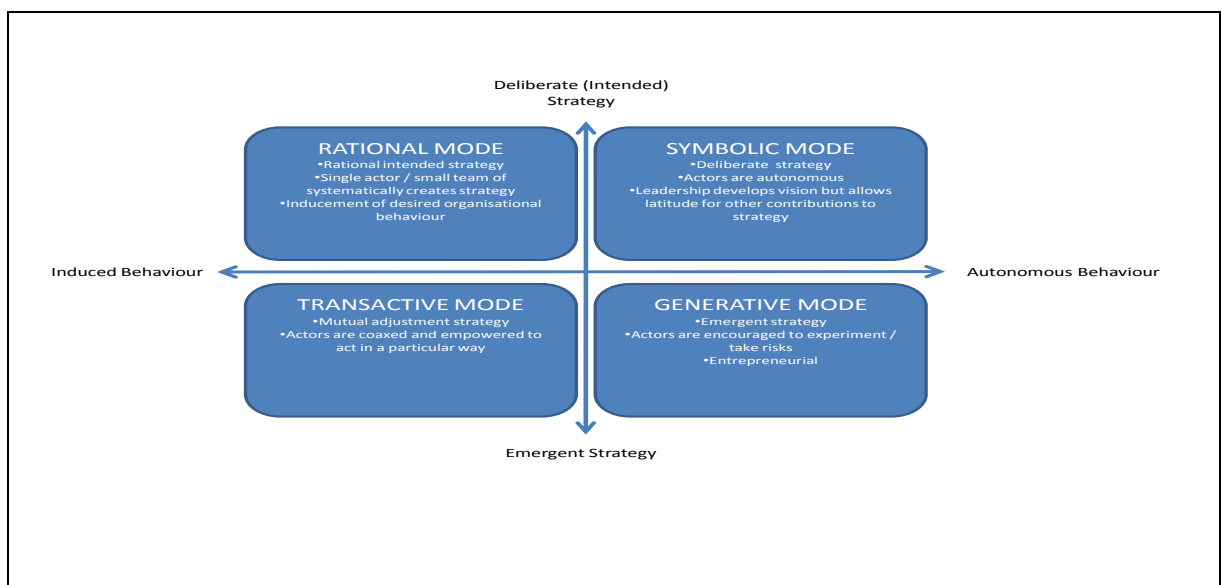 Deliberate (Intended)
Strategy
RATIONAL MODE
•Rational intended strategy
•Single actor / small team of
systematically creates strategy
•Inducement of desired organisational
behaviour
SYMBOLIC MODE
•Deliberate strategy
•Actors are autonomous
•Leadership develops vision but allows
latitude for other contributions to
strategy
Induced Behaviour
Autonomous Behaviour
TRANSACTIVE MODE
•Mutual adjustment strategy
•Actors are coaxed and empowered to
act in a particular way
GENERATIVE MODE
•Emergent strategy
•Actors are encouraged to experiment /
take risks
•Entrepreneurial
Emergent Strategy